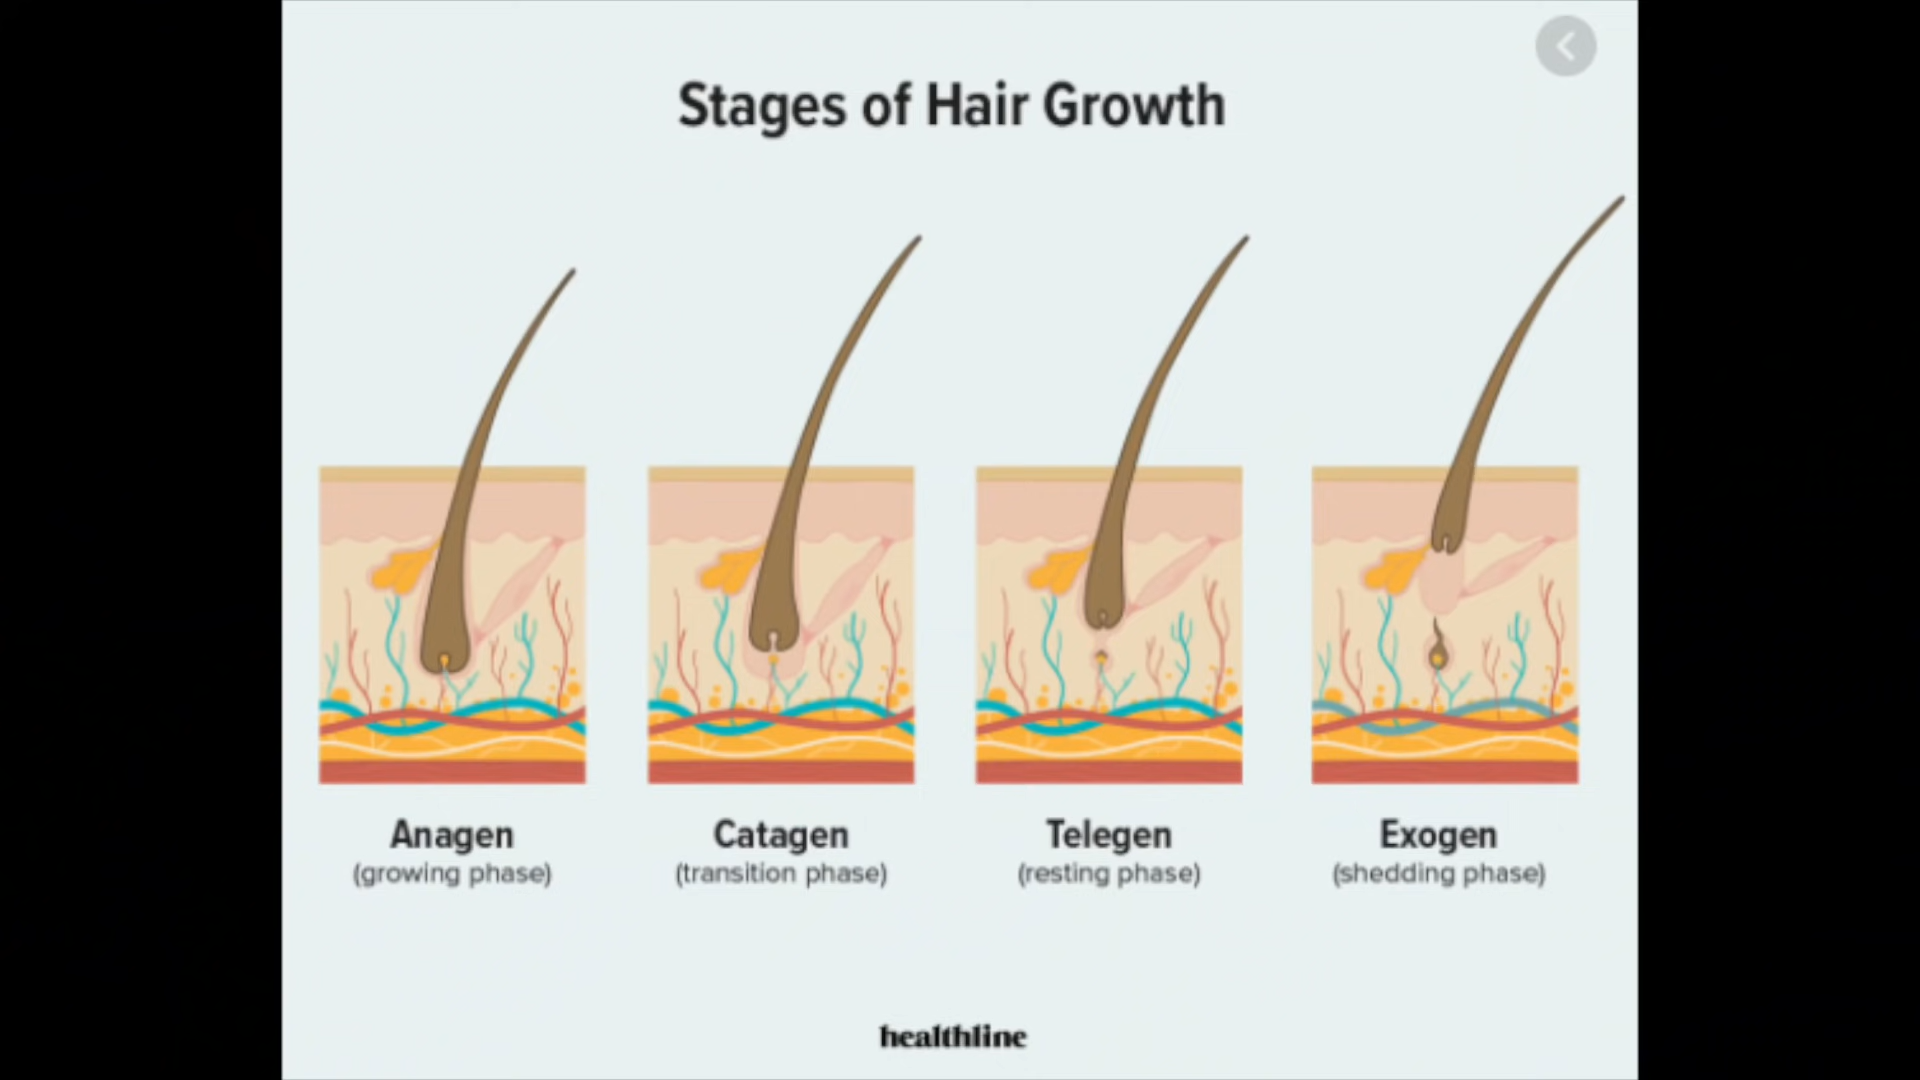 Stages of Hair Growth
Anagen
(growing phase)
Catagen
(transition phase)
Telegen
(resting phase)
Exogen
(shedding phase)
healthline